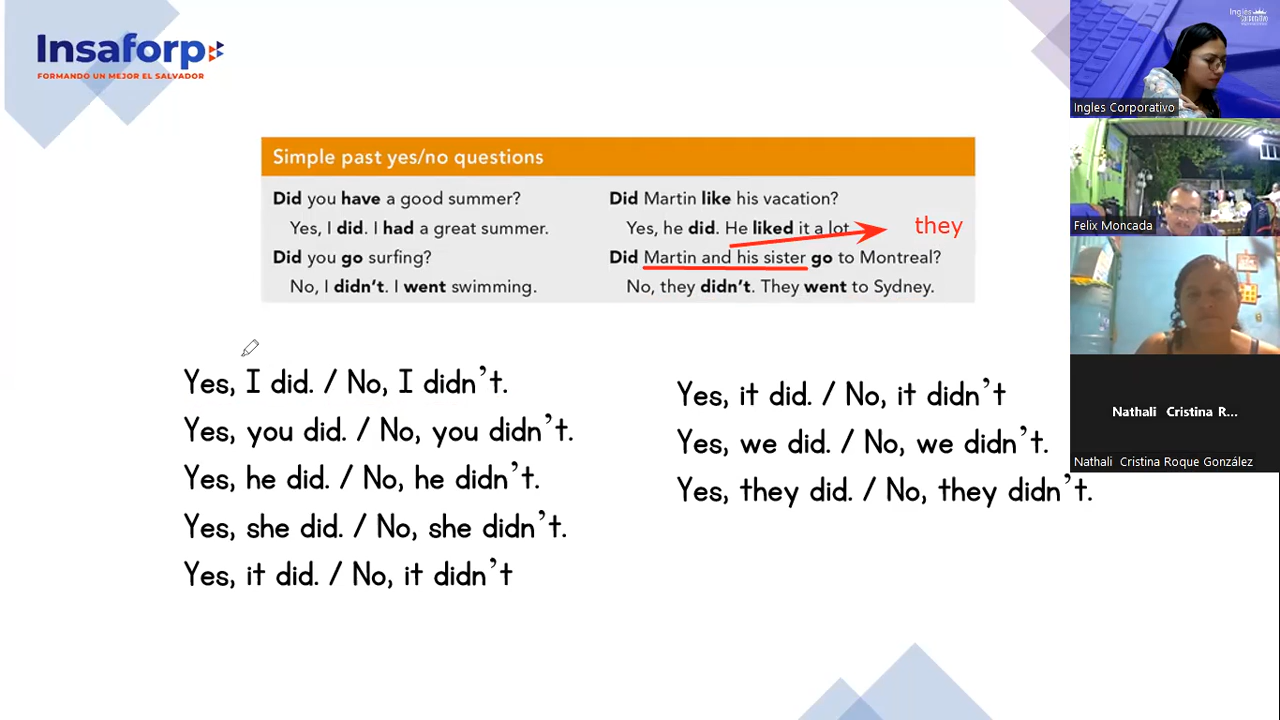 Insaforp
FORMANDO UN MEJOR EL SALVADOR
Simple past yes/no questions
Did you have a good summer?
Yes, I did. I had a great summer.
Did you go surfing?
No, I didn't. I went swimming.
Did Martin like his vacation?
Yes, he did. He liked it a lot
they
Did Martin and his sister go to Montreal?
No, they didn't. They went to Sydney.
Yes, I did. / No, I didn't.
Yes, you did. / No, you didn't.
Yes, he did. / No, he didn't.
Yes, she did. / No, she didn't.
Yes, it did. / No, it didn't
Yes, it did. / No, it didn't
Yes, we did. / No, we didn't.
Yes, they did. / No, they didn't.
Inglés
Corporativo
Ingles Corporativo
Felix Moncada
Nathali Cristina R...
Nathali Cristina Roque González